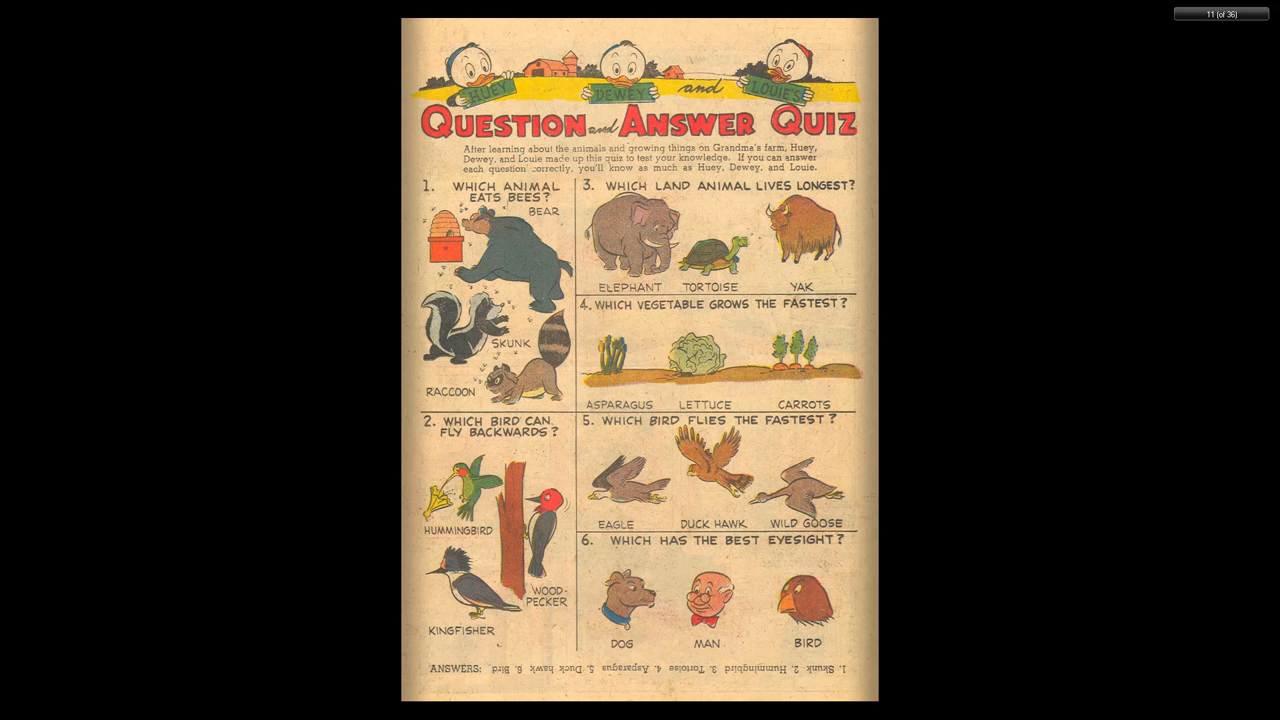 11 (of 36)
HUEY DEWEY and LOUIE'S
QUESTION and ANSWER QUIZ
After learning about the animals and growing things on Grandma's farm, Huey,
Dewey, and Louie made up this quiz to test your knowledge. If you can answer
each question correctly, you'll know as much as Huey, Dewey, and Louie.
1. WHICH ANIMAL
EATS BEES?
BEAR
SKUNK
RACCOON
2. WHICH BIRD CAN
FLY BACKWARDS?
HUMMINGBIRD
WOOD-
PECKER
KINGFISHER
3. WHICH LAND ANIMAL LIVES LONGEST?
ELEPHANT TORTOISE YAK
4. WHICH VEGETABLE GROWS THE FASTEST?
ASPARAGUS LETTUCE CARROTS
5. WHICH BIRD FLIES THE FASTEST?
EAGLE DUCK HAWK WILD GOOSE
6. WHICH HAS THE BEST EYESIGHT?
DOG MAN BIRD
ANSWERS: 1. Skunk 2. Hummingbird 3. Tortoise 4. Asparagus 5. Duck hawk 6. Bird